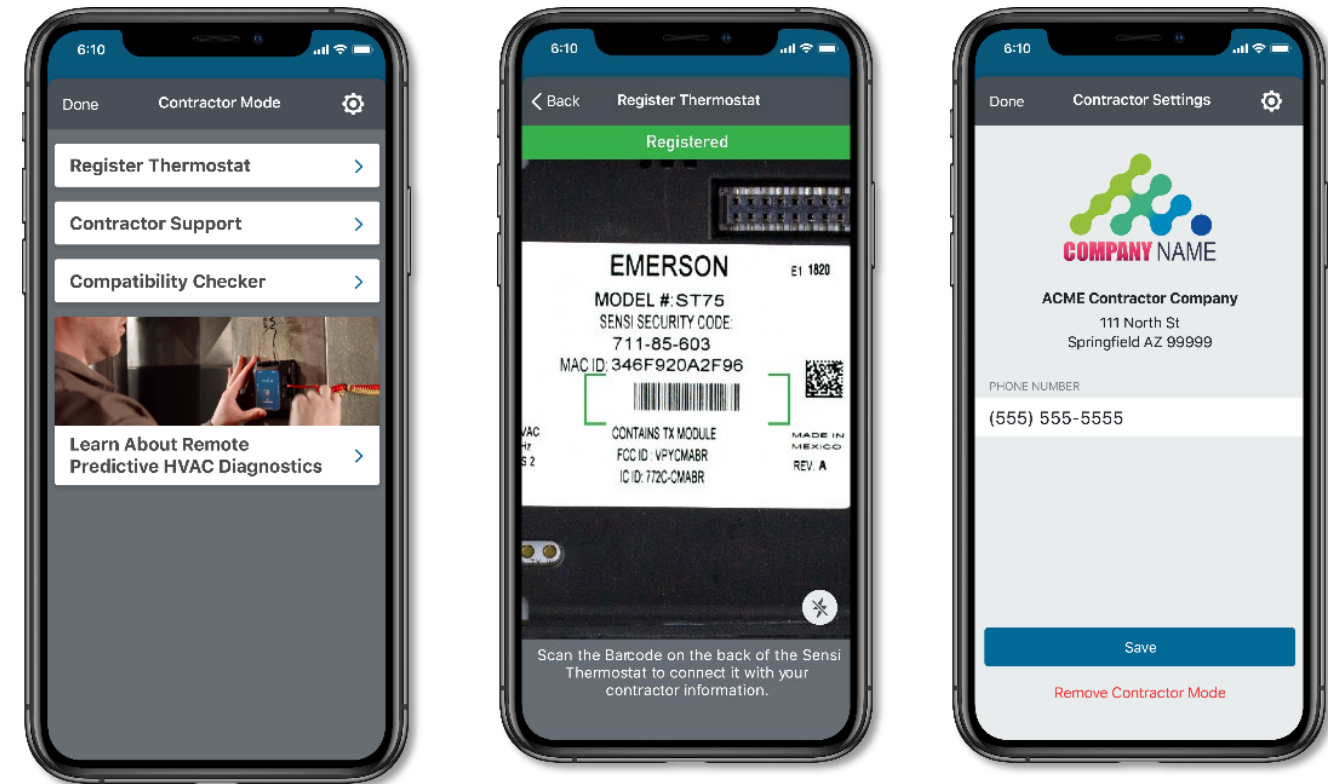 6:10
Done Contractor Mode
Register Thermostat
Contractor Support
Compatibility Checker
Learn About Remote
Predictive HVAC Diagnostics
6:10
Back Register Thermostat
Registered
EMERSON E1 1820
MODEL #:ST75
SENSI SECURITY CODE:
711-85-603
MAC ID: 346F920A2F96
CONTAINS TX MODULE
FCC ID : VPYCMABR
IC ID: 772C-CMABR
VAC
Hz
S 2
MADE IN
MEXICO
REV. A
Scan the Barcode on the back of the Sensi
Thermostat to connect it with your
contractor information.
6:10
Done Contractor Settings
COMPANY NAME
ACME Contractor Company
111 North St
Springfield AZ 99999
PHONE NUMBER
(555) 555-5555
Save
Remove Contractor Mode